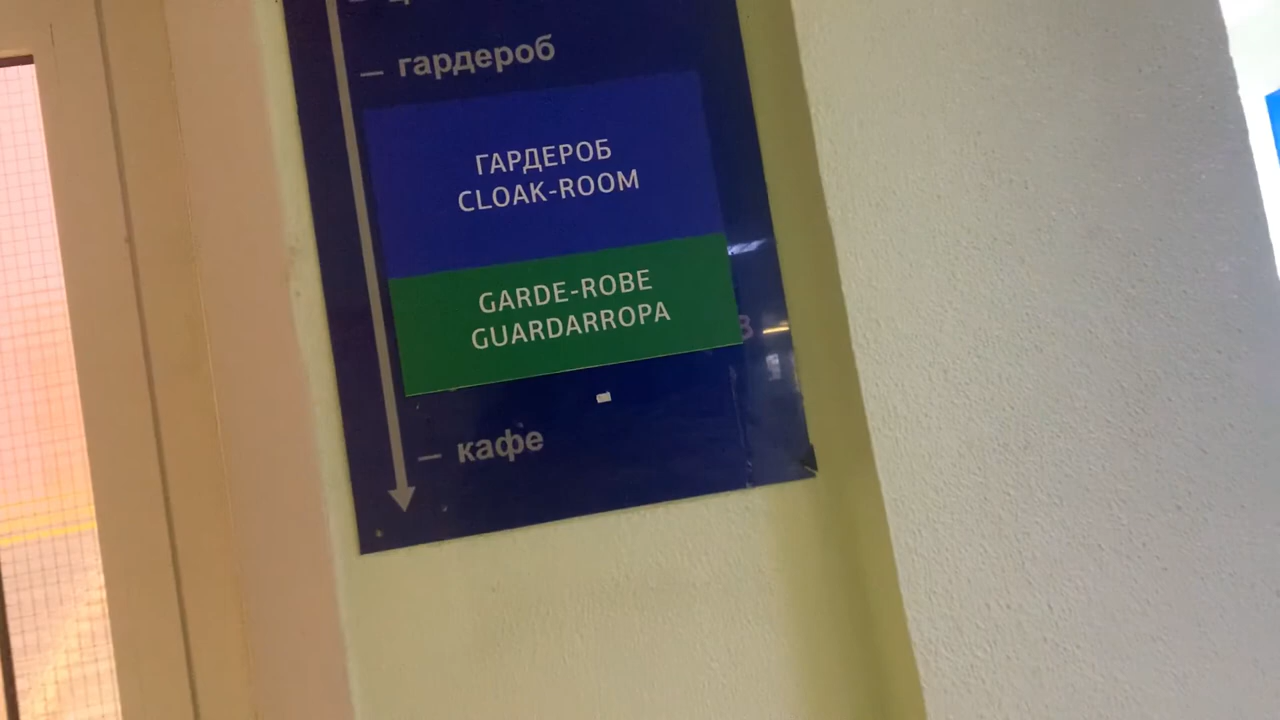 — гардероб
ГАРДЕРОБ
CLOAK-ROOM
GARDE-ROBE
GUARDARROPA
— кафе